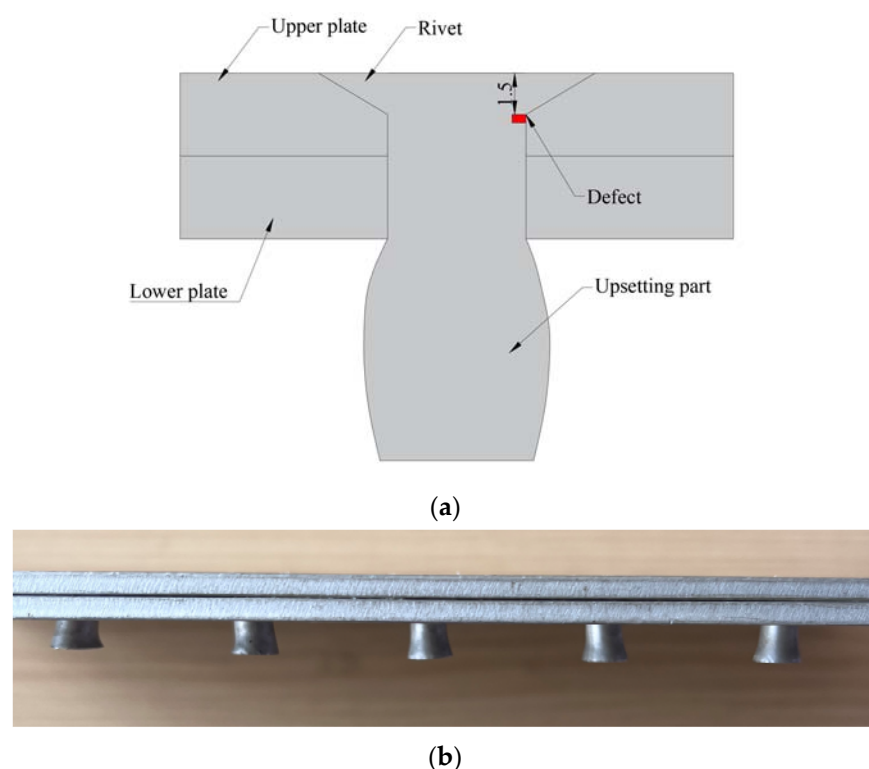 Upper plate
Rivet
1.5
Defect
Lower plate
Upsetting part
(a)
(b)